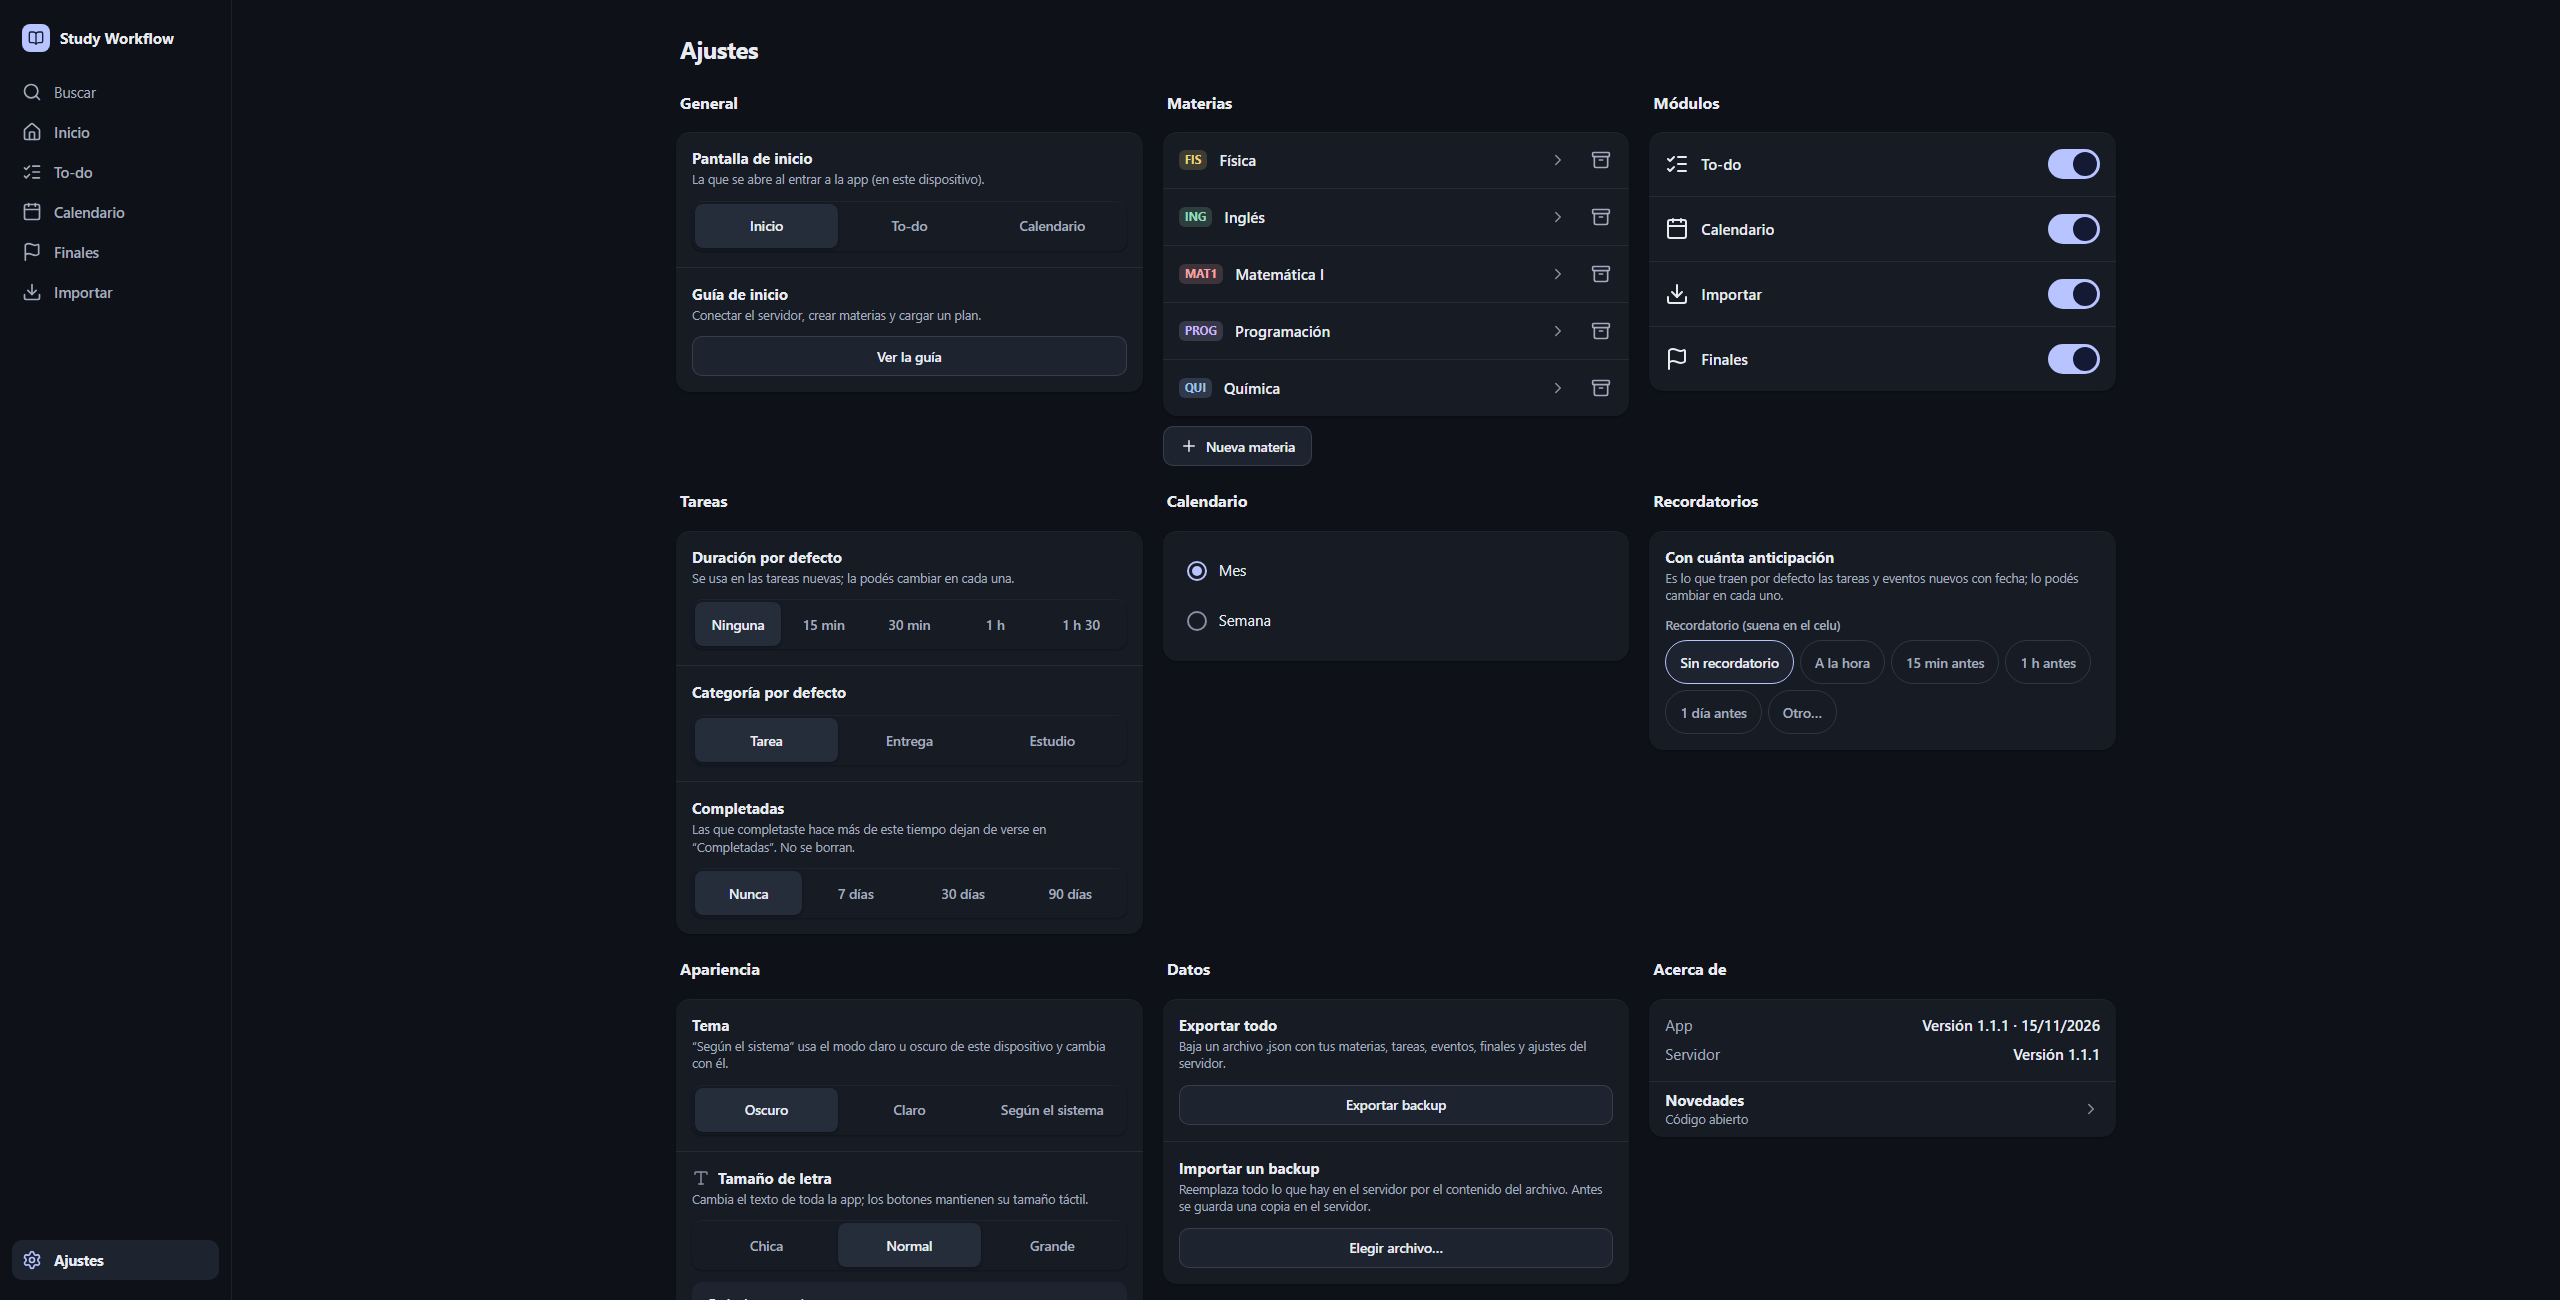 Study Workflow
Buscar
Inicio
To-do
Calendario
Finales
Importar
Ajustes
Ajustes
General
Pantalla de inicio
La que se abre al entrar a la app (en este dispositivo).
Inicio
To-do
Calendario
Guía de inicio
Conectar el servidor, crear materias y cargar un plan.
Ver la guía
Materias
FIS Física
ING Inglés
MAT1 Matemática I
PROG Programación
QUI Química
Nueva materia
Módulos
To-do
Calendario
Importar
Finales
Tareas
Duración por defecto
Se usa en las tareas nuevas; la podés cambiar en cada una.
Ninguna
15 min
30 min
1 h
1 h 30
Categoría por defecto
Tarea
Entrega
Estudio
Completadas
Las que completaste hace más de este tiempo dejan de verse en
“Completadas”. No se borran.
Nunca
7 días
30 días
90 días
Calendario
Mes
Semana
Recordatorios
Con cuánta anticipación
Es lo que traen por defecto las tareas y eventos nuevos con fecha; lo podés
cambiar en cada uno.
Recordatorio (suena en el celu)
Sin recordatorio
A la hora
15 min antes
1 h antes
1 día antes
Otro...
Apariencia
Tema
“Según el sistema” usa el modo claro u oscuro de este dispositivo y cambia
con él.
Oscuro
Claro
Según el sistema
Tamaño de letra
Cambia el texto de toda la app; los botones mantienen su tamaño táctil.
Chica
Normal
Grande
Datos
Exportar todo
Baja un archivo .json con tus materias, tareas, eventos, finales y ajustes del
servidor.
Exportar backup
Importar un backup
Reemplaza todo lo que hay en el servidor por el contenido del archivo. Antes
se guarda una copia en el servidor.
Elegir archivo...
Acerca de
App Versión 1.1.1 · 15/11/2026
Servidor Versión 1.1.1
Novedades
Código abierto